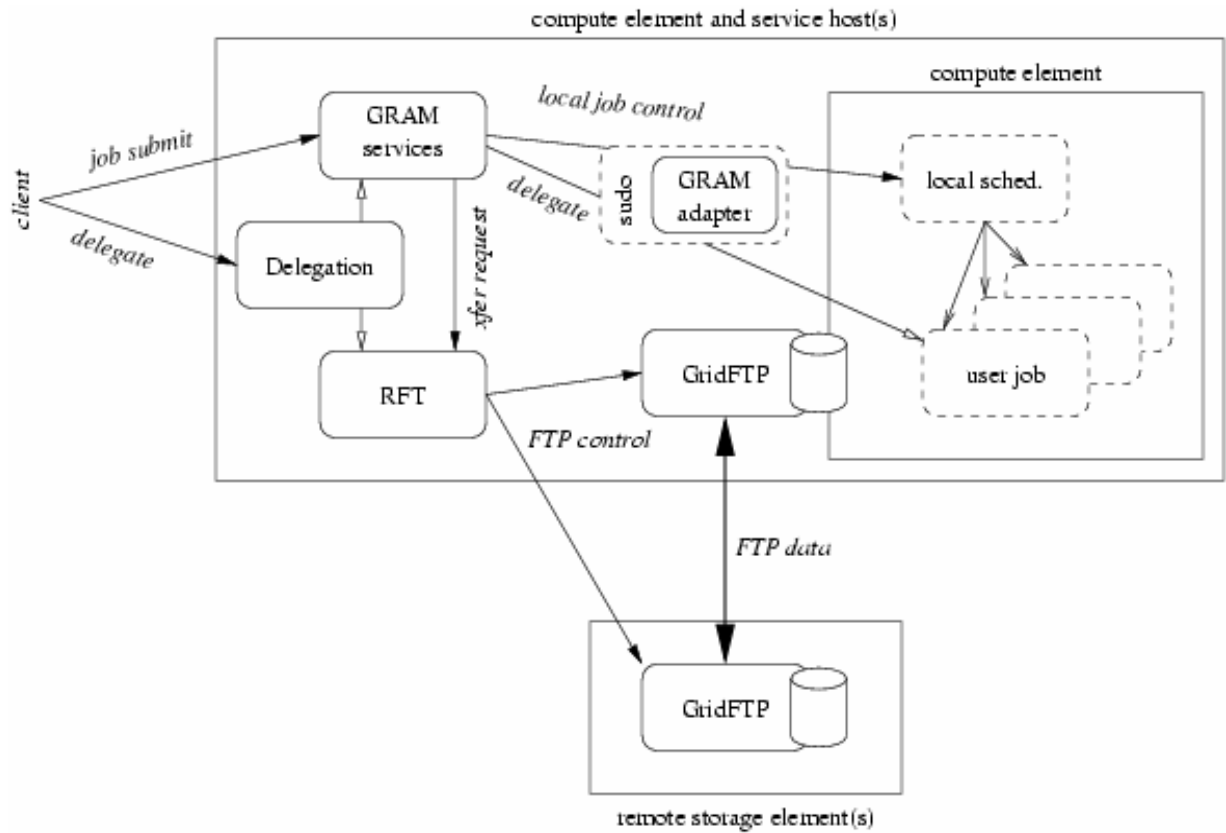 compute element and service host(s)
compute element
GRAM
services
local job control
job submit
sudo
GRAM
adapter
local sched.
client
delegate
delegate
Delegation
xfer request
RFT
GridFTP
user job
FTP control
FTP data
GridFTP
remote storage element(s)